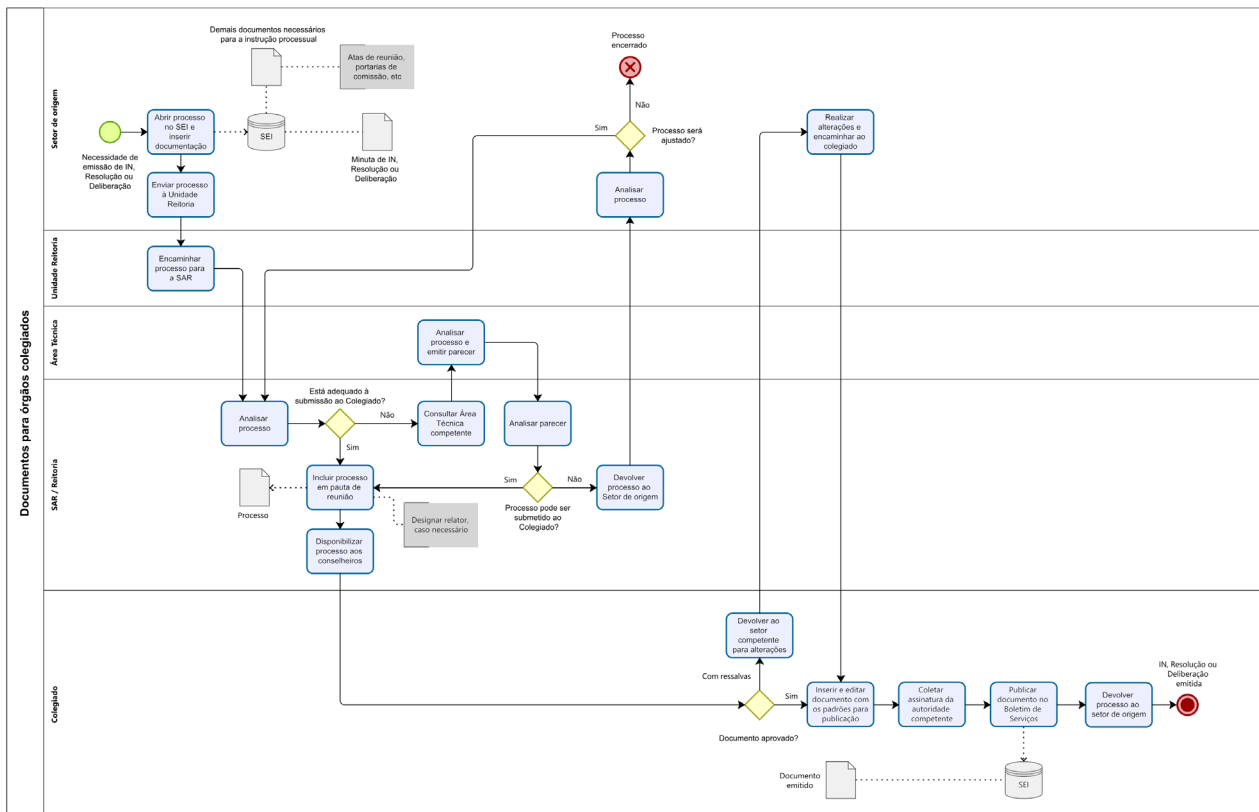 Documentos para órgãos colegiados
Setor de origem
Demais documentos necessários
para a instrução processual
Atas de reunião,
portarias de
comissão, etc
Necessidade de
emissão de IN,
Resolução ou
Deliberação
Abrir processo
no SEI e
inserir
documentação
SEI
Minuta de IN,
Resolução ou
Deliberação
Enviar processo
à Unidade
Reitoria
Processo
encerrado
Não
Sim
Processo será
ajustado?
Analisar
processo
Realizar
alterações e
encaminhar ao
colegiado
Unidade Reitoria
Encaminhar
processo para
a SAR
Área Técnica
Analisar
processo e
emitir parecer
SAR / Reitoria
Analisar
processo
Está adequado à
submissão ao Colegiado?
Não
Sim
Consultar Área
Técnica
competente
Analisar parecer
Incluir processo
em pauta de
reunião
Processo
Designar relator,
caso necessário
Sim
Não
Processo pode ser
submetido ao
Colegiado?
Devolver
processo ao
Setor de origem
Disponibilizar
processo aos
conselheiros
Colegiado
Devolver ao
setor
competente
para alterações
Com ressalvas
Sim
Documento aprovado?
Inserir e editar
documento com
os padrões para
publicação
Coletar
assinatura da
autoridade
competente
Publicar
documento no
Boletim de
Serviços
Devolver
processo ao
setor de origem
IN, Resolução ou
Deliberação
emitida
Documento
emitido
SEI